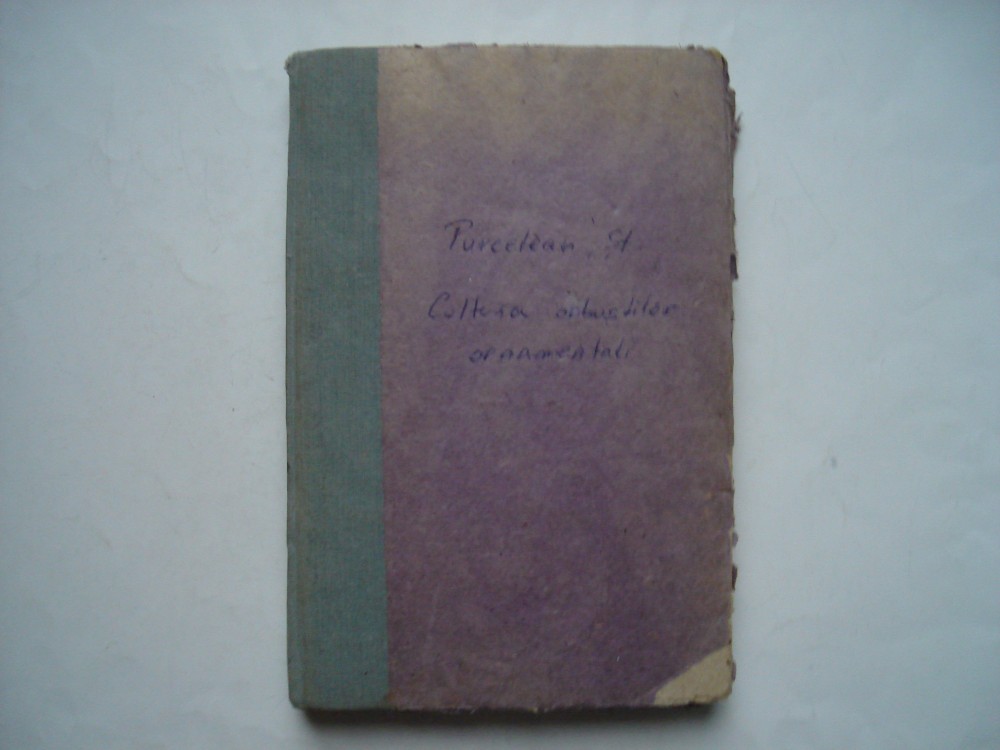 Purcelean St.
Cultura arbustilor
ornamentali